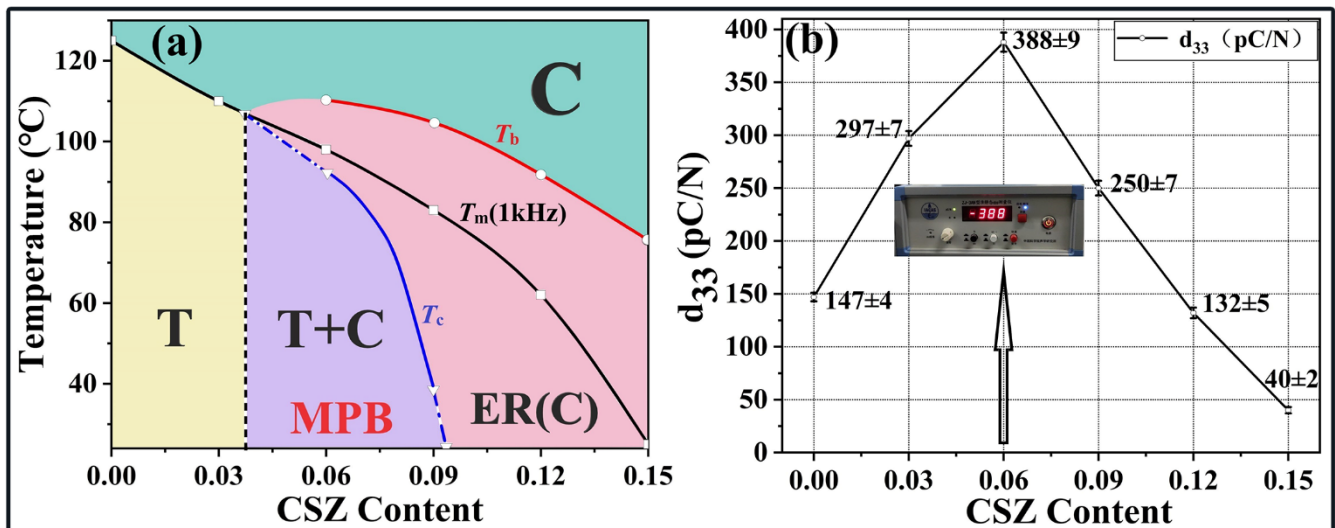 (a)
120
100
80
60
40
Temperature (°C)
C
T
T+C
MPB
ER(C)
Tb
Tm(1kHz)
Tc
0.00 0.03 0.06 0.09 0.12 0.15
CSZ Content
(b)
d33 (pC/N)
400
350
300
250
200
150
100
50
0
d33 (pC/N)
388±9
297±7
250±7
147±4
132±5
40±2
-388
0.00 0.03 0.06 0.09 0.12 0.15
CSZ Content